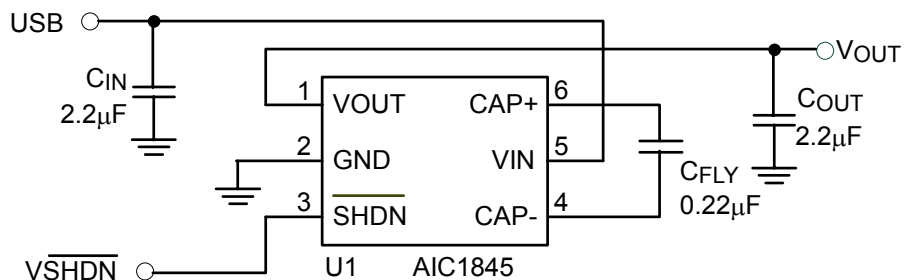 USB
VOUT
CIN
2.2μF
1 VOUT CAP+ 6
COUT
2.2μF
2 GND VIN 5
CFLY
0.22μF
3 SHDN CAP- 4
VSHDN
U1 AIC1845